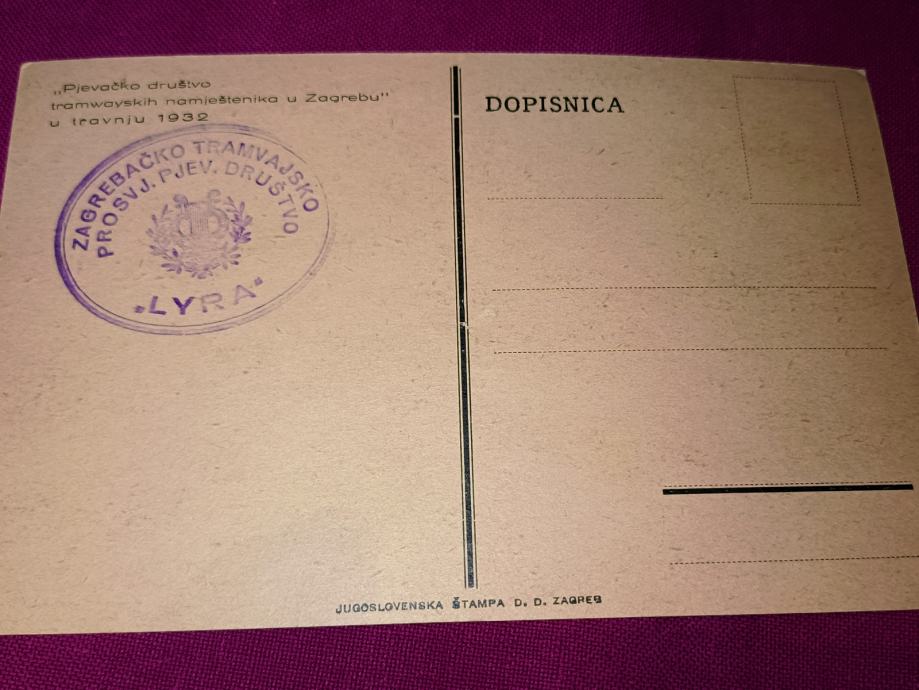 „Pjevačko društvo
tramwayskih namještenika u Zagrebu"
u travnju 1932
ZAGREBAČKO TRAMVAJSKO
PROSVJ. PJEV. DRUŠTVO
„LYRA"
DOPISNICA
JUGOSLOVENSKA ŠTAMPA D. D. ZAGREB